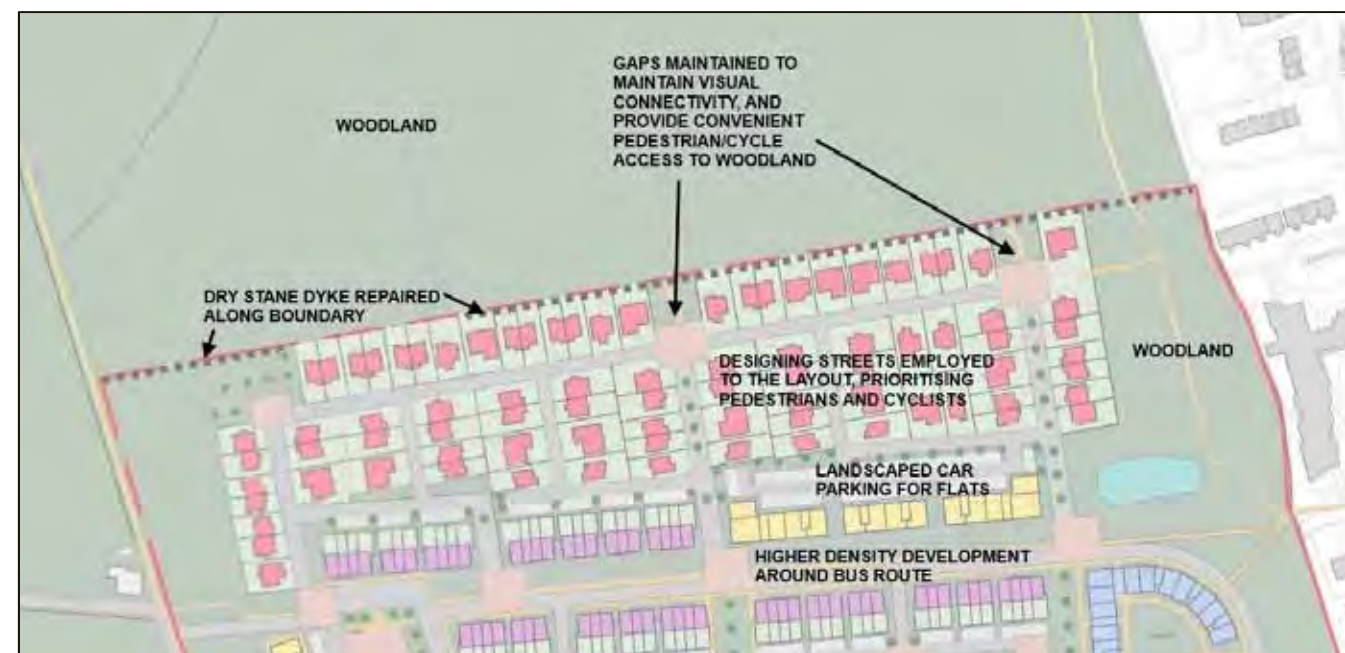 GAPS MAINTAINED TO
MAINTAIN VISUAL
CONNECTIVITY, AND
PROVIDE CONVENIENT
PEDESTRIAN/CYCLE
ACCESS TO WOODLAND
WOODLAND
DRY STANE DYKE REPAIRED
ALONG BOUNDARY
WOODLAND
DESIGNING STREETS EMPLOYED
TO THE LAYOUT, PRIORITISING
PEDESTRIANS AND CYCLISTS
LANDSCAPED CAR
PARKING FOR FLATS
HIGHER DENSITY DEVELOPMENT
AROUND BUS ROUTE